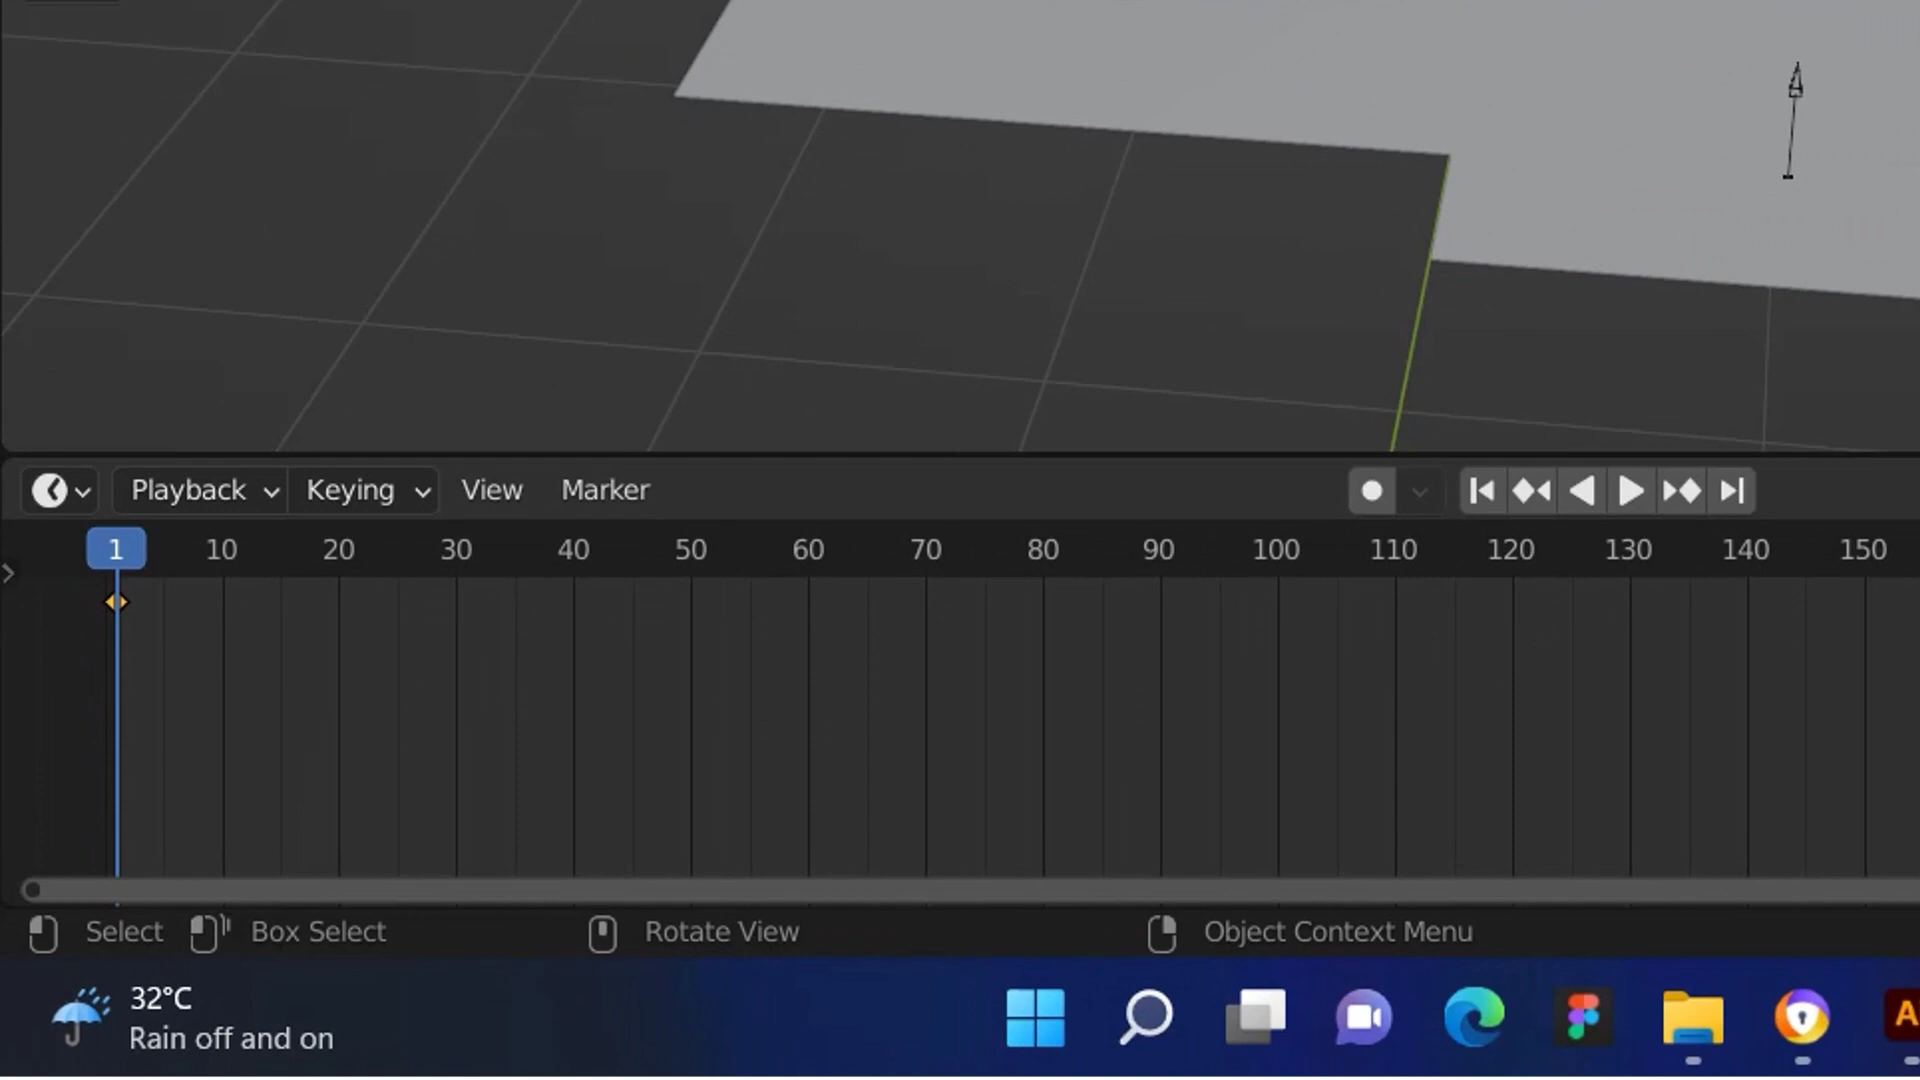 Playback Keying View Marker
1 10 20 30 40 50 60 70 80 90 100 110 120 130 140 150
Select Box Select Rotate View Object Context Menu
32°C
Rain off and on
A